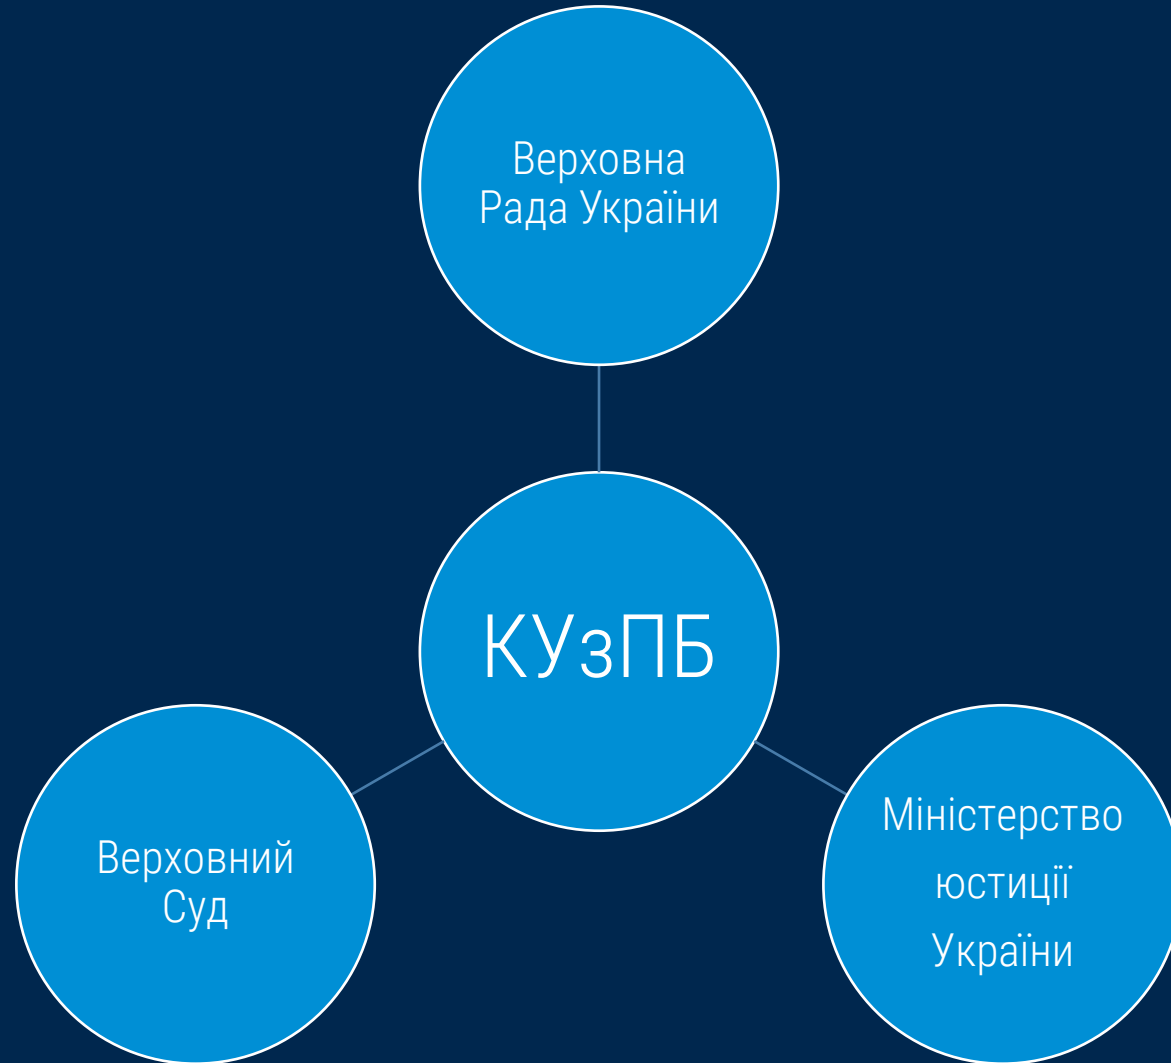 Верховна
Рада України
КУзПБ
Верховний
Суд
Міністерство
юстиції
України